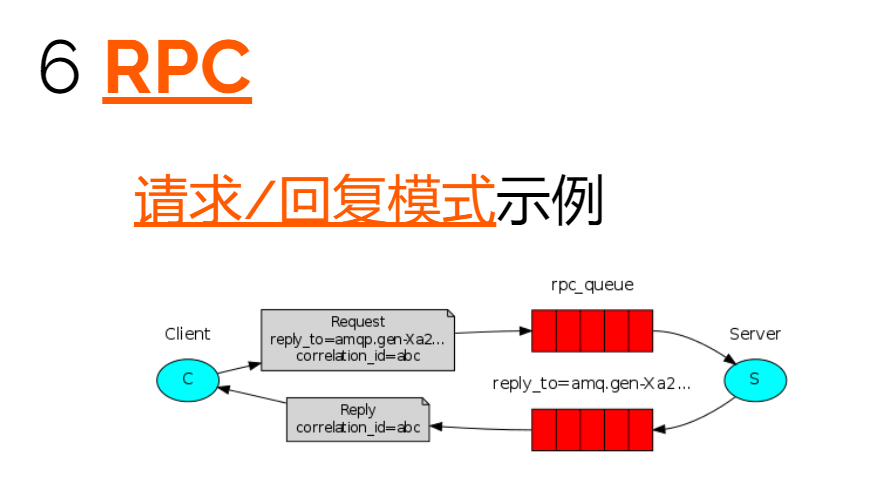 6 RPC
请求/回复模式示例
rpc_queue
Request
reply_to=amqp.gen-Xa2...
correlation_id=abc
Client
Server
C
S
reply_to=amq.gen-Xa2...
Reply
correlation_id=abc